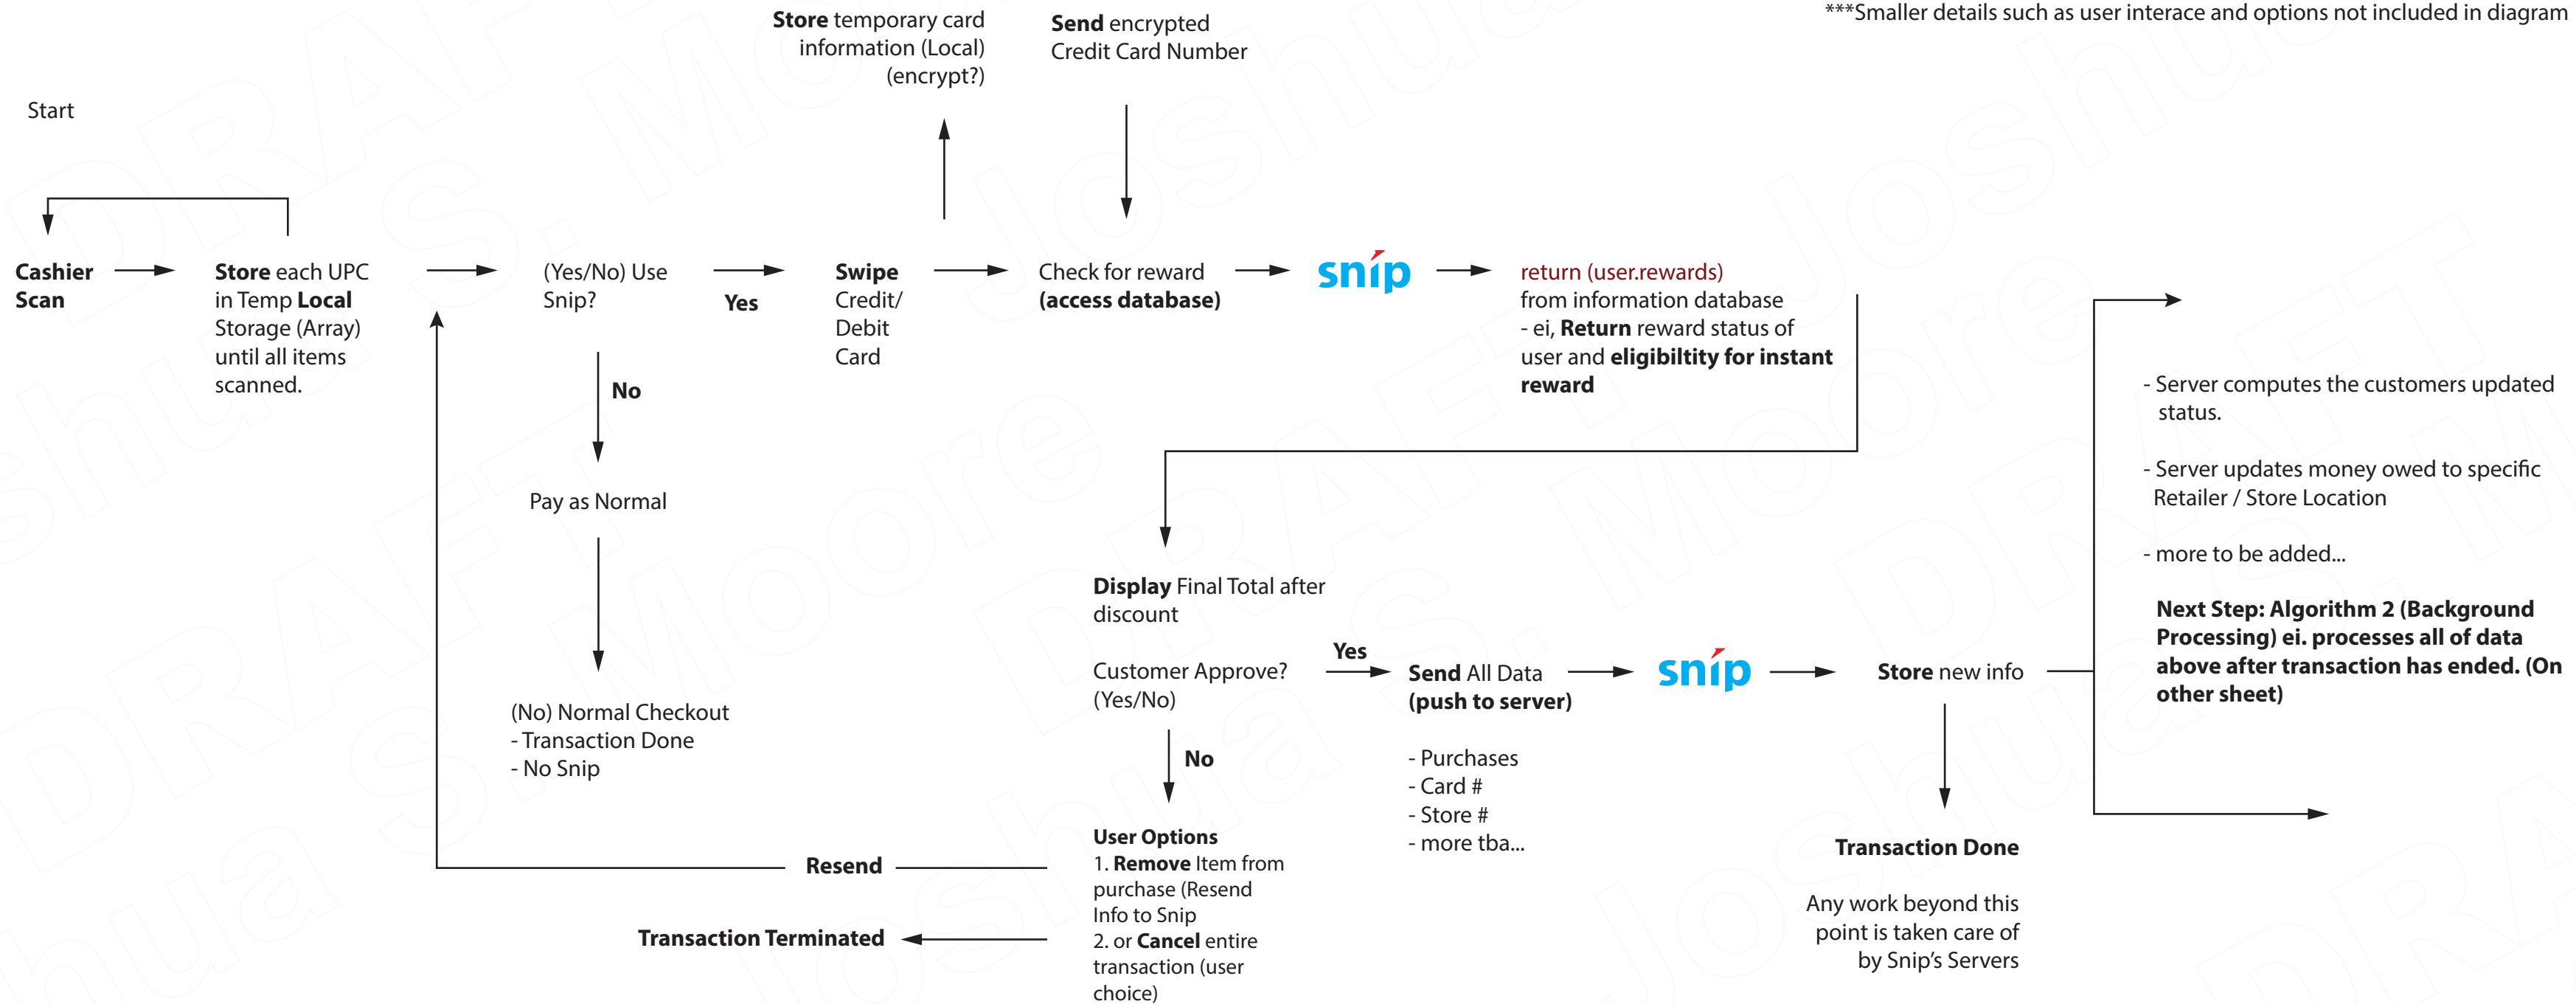 ***Smaller details such as user interace and options not included in diagram
Store temporary card
information (Local)
(encrypt?)
Send encrypted
Credit Card Number
Start
Cashier
Scan
Store each UPC
in Temp Local
Storage (Array)
until all items
scanned.
(Yes/No) Use
Snip?
Yes
Swipe
Credit/
Debit
Card
Check for reward
(access database)
snip
return (user.rewards)
from information database
- ei, Return reward status of
user and eligibiltity for instant
reward
No
Pay as Normal
(No) Normal Checkout
- Transaction Done
- No Snip
Display Final Total after
discount
Customer Approve?
(Yes/No)
Yes
Send All Data
(push to server)
- Purchases
- Card #
- Store #
- more tba...
snip
Store new info
- Server computes the customers updated
status.
- Server updates money owed to specific
Retailer / Store Location
- more to be added...
Next Step: Algorithm 2 (Background
Processing) ei. processes all of data
above after transaction has ended. (On
other sheet)
No
User Options
1. Remove Item from
purchase (Resend
Info to Snip
2. or Cancel entire
transaction (user
choice)
Resend
Transaction Terminated
Transaction Done
Any work beyond this
point is taken care of
by Snip's Servers
DRAFT
Joshua S. Moore